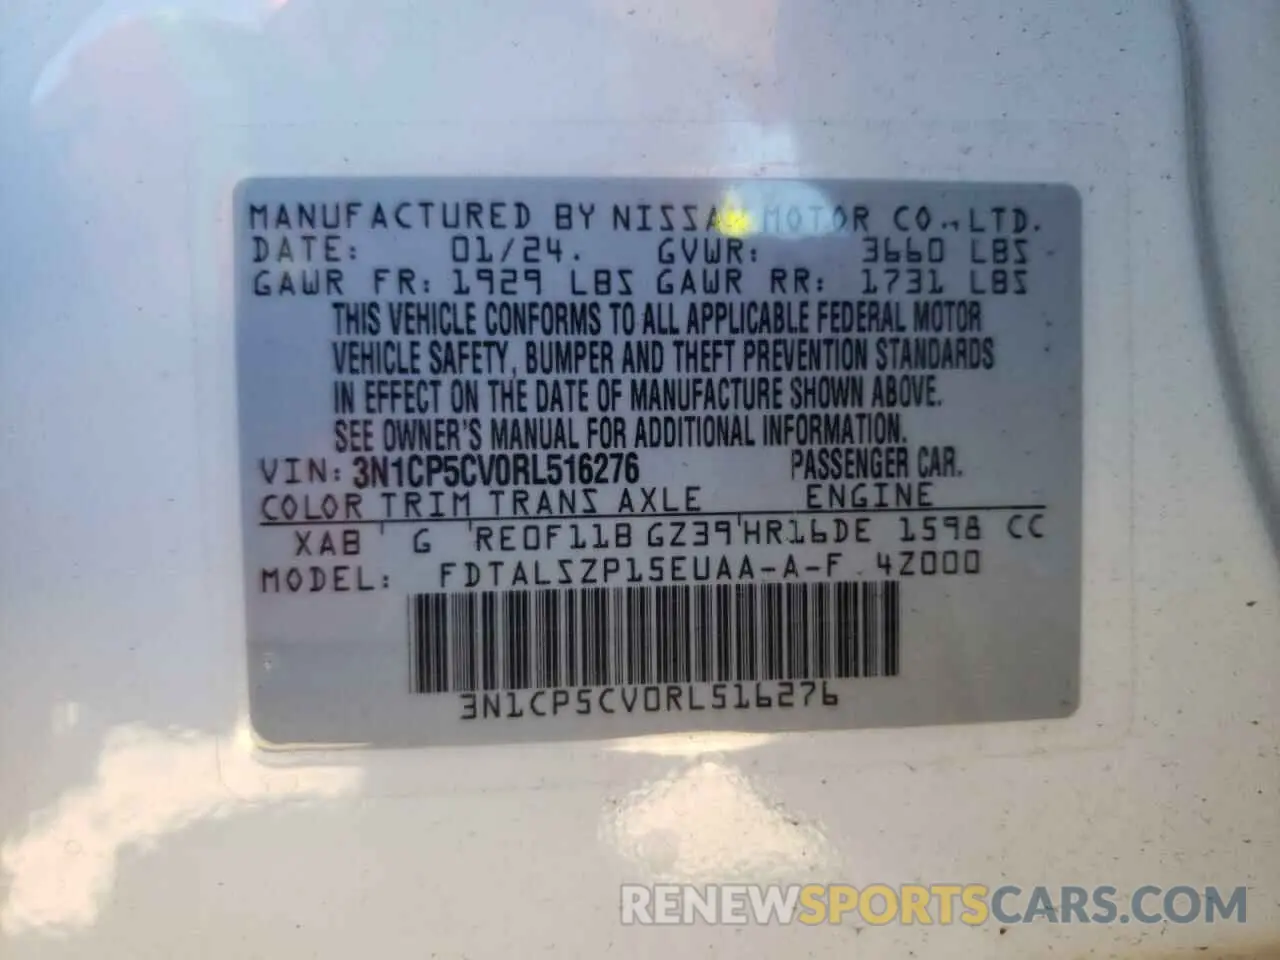 MANUFACTURED BY NISSAN MOTOR CO., LTD.
DATE: 01/24. GVWR: 3660 LBS
GAWR FR: 1929 LBS GAWR RR: 1731 LBS
THIS VEHICLE CONFORMS TO ALL APPLICABLE FEDERAL MOTOR
VEHICLE SAFETY, BUMPER AND THEFT PREVENTION STANDARDS
IN EFFECT ON THE DATE OF MANUFACTURE SHOWN ABOVE.
SEE OWNER'S MANUAL FOR ADDITIONAL INFORMATION.
VIN: 3N1CP5CV0RL516276 PASSENGER CAR.
COLOR TRIM TRANS AXLE ENGINE
XAB G RE0F11B GZ39 HR16DE 1598 CC
MODEL: FDTALSZP15EUAA-A-F 4Z000
3N1CP5CV0RL516276
RENEWSPORTSCARS.COM